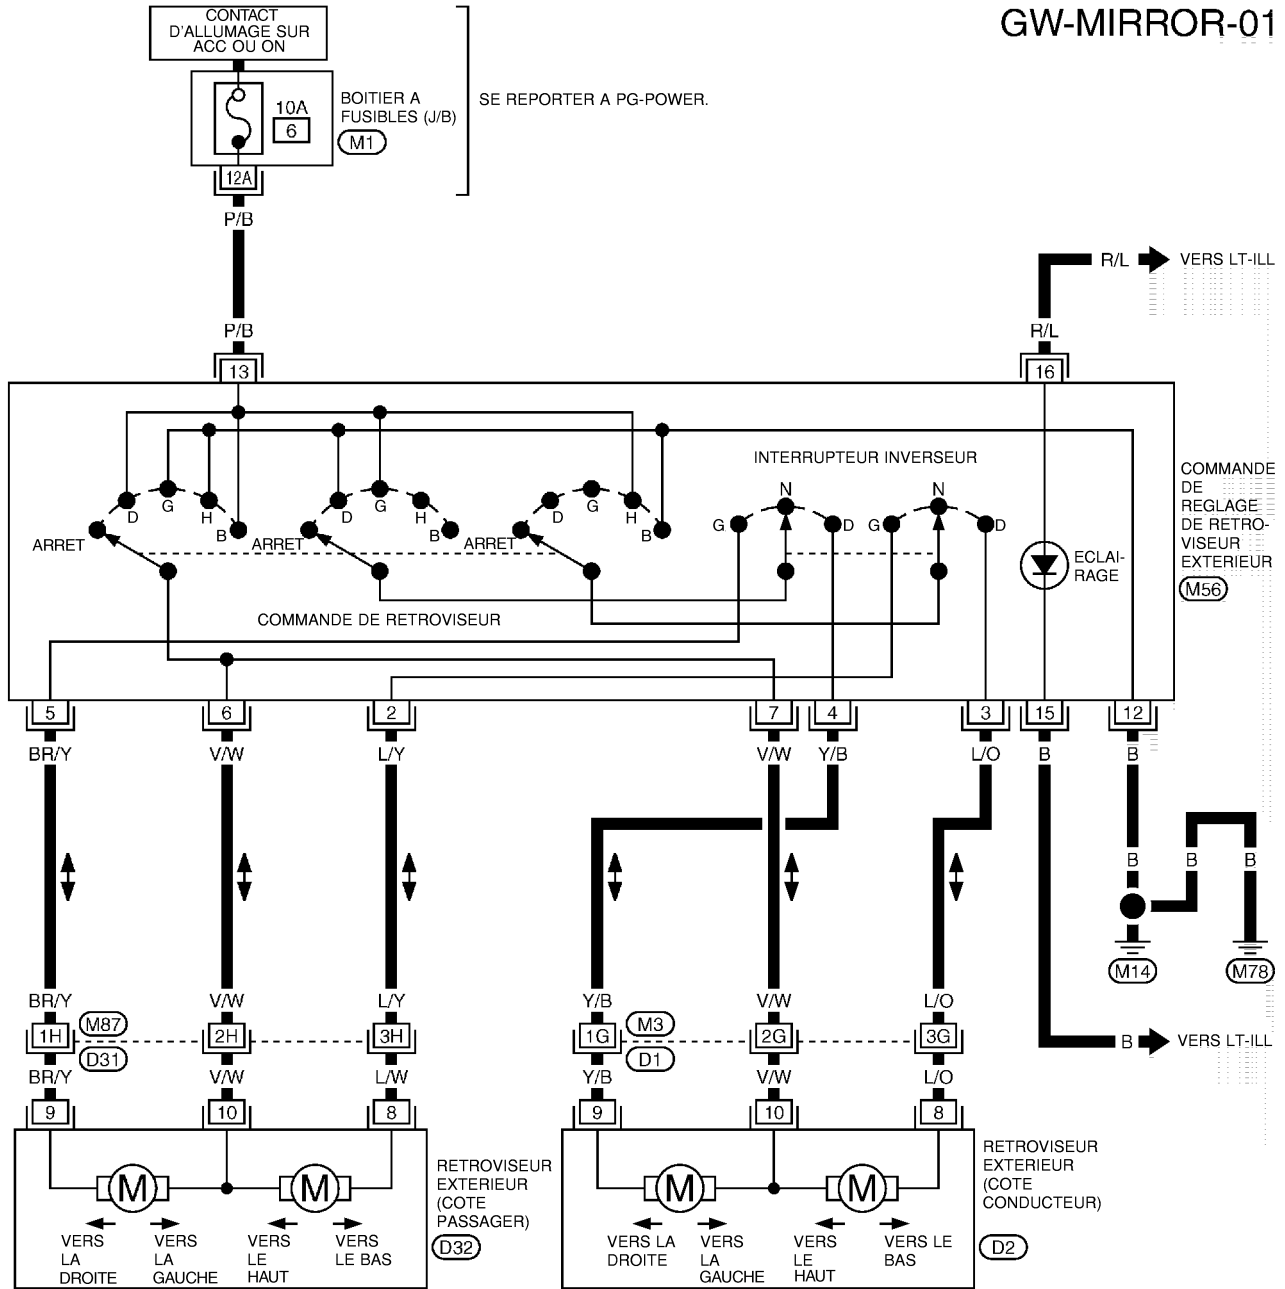 GW-MIRROR-01
CONTACT
D'ALLUMAGE SUR
ACC OU ON
10A
6
BOITIER A
FUSIBLES (J/B)
M1
SE REPORTER A PG-POWER.
12A
P/B
R/L
VERS LT-ILL
P/B
R/L
13
16
INTERRUPTEUR INVERSEUR
COMMANDE
DE
REGLAGE
DE RETRO-
VISEUR
EXTERIEUR
M56
ARRET
D
G
H
B
ARRET
D
G
H
B
ARRET
D
G
H
B
G
N
D
G
N
D
ECLAI-
RAGE
COMMANDE DE RETROVISEUR
5
6
2
7
4
3
15
12
BR/Y
V/W
L/Y
V/W
Y/B
L/O
B
B
B
B
B
M14
M78
BR/Y
V/W
L/Y
Y/B
V/W
L/O
1H
M87
D31
2H
3H
1G
M3
D1
2G
3G
B
VERS LT-ILL
BR/Y
V/W
L/W
Y/B
V/W
L/O
9
10
8
9
10
8
M
M
M
M
RETROVISEUR
EXTERIEUR
(COTE
PASSAGER)
D32
RETROVISEUR
EXTERIEUR
(COTE
CONDUCTEUR)
D2
VERS
LA
DROITE
VERS
LA
GAUCHE
VERS
LE
HAUT
VERS
LE BAS
VERS LA
DROITE
VERS
LA
GAUCHE
VERS
LE
HAUT
VERS LE
BAS